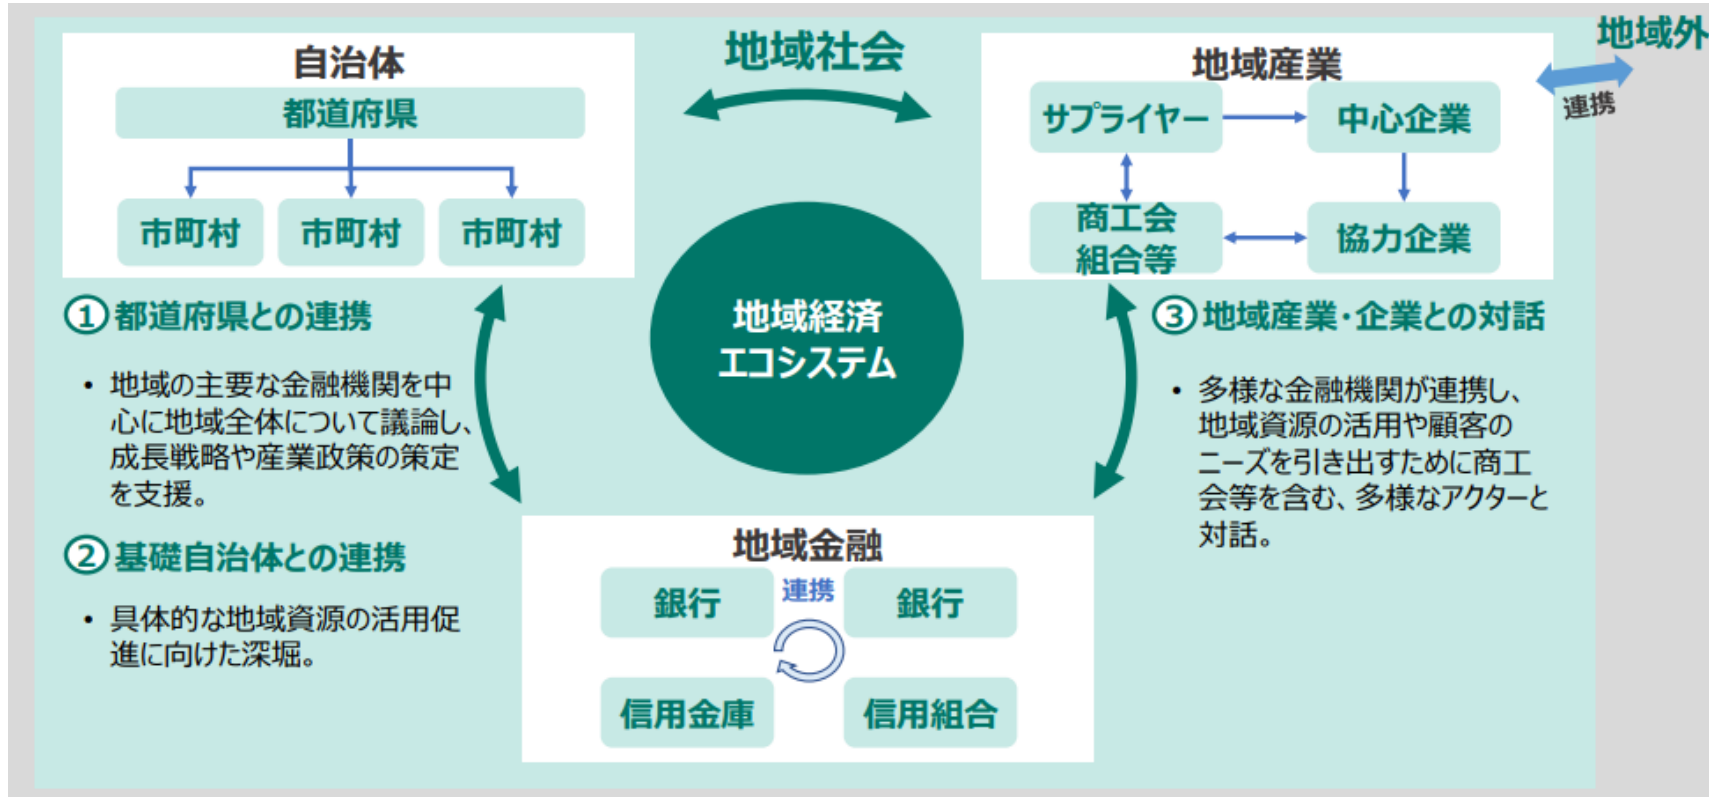 地域社会
地域外
連携
自治体
都道府県
市町村
市町村
市町村
地域産業
サプライヤー
中心企業
商工会
組合等
協力企業
地域経済
エコシステム
①都道府県との連携
• 地域の主要な金融機関を中
心に地域全体について議論し、
成長戦略や産業政策の策定
を支援。
②基礎自治体との連携
• 具体的な地域資源の活用促
進に向けた深堀。
③地域産業・企業との対話
• 多様な金融機関が連携し、
地域資源の活用や顧客の
ニーズを引き出すために商工
会等を含む、多様なアクターと
対話。
地域金融
銀行
連携
銀行
信用金庫
信用組合